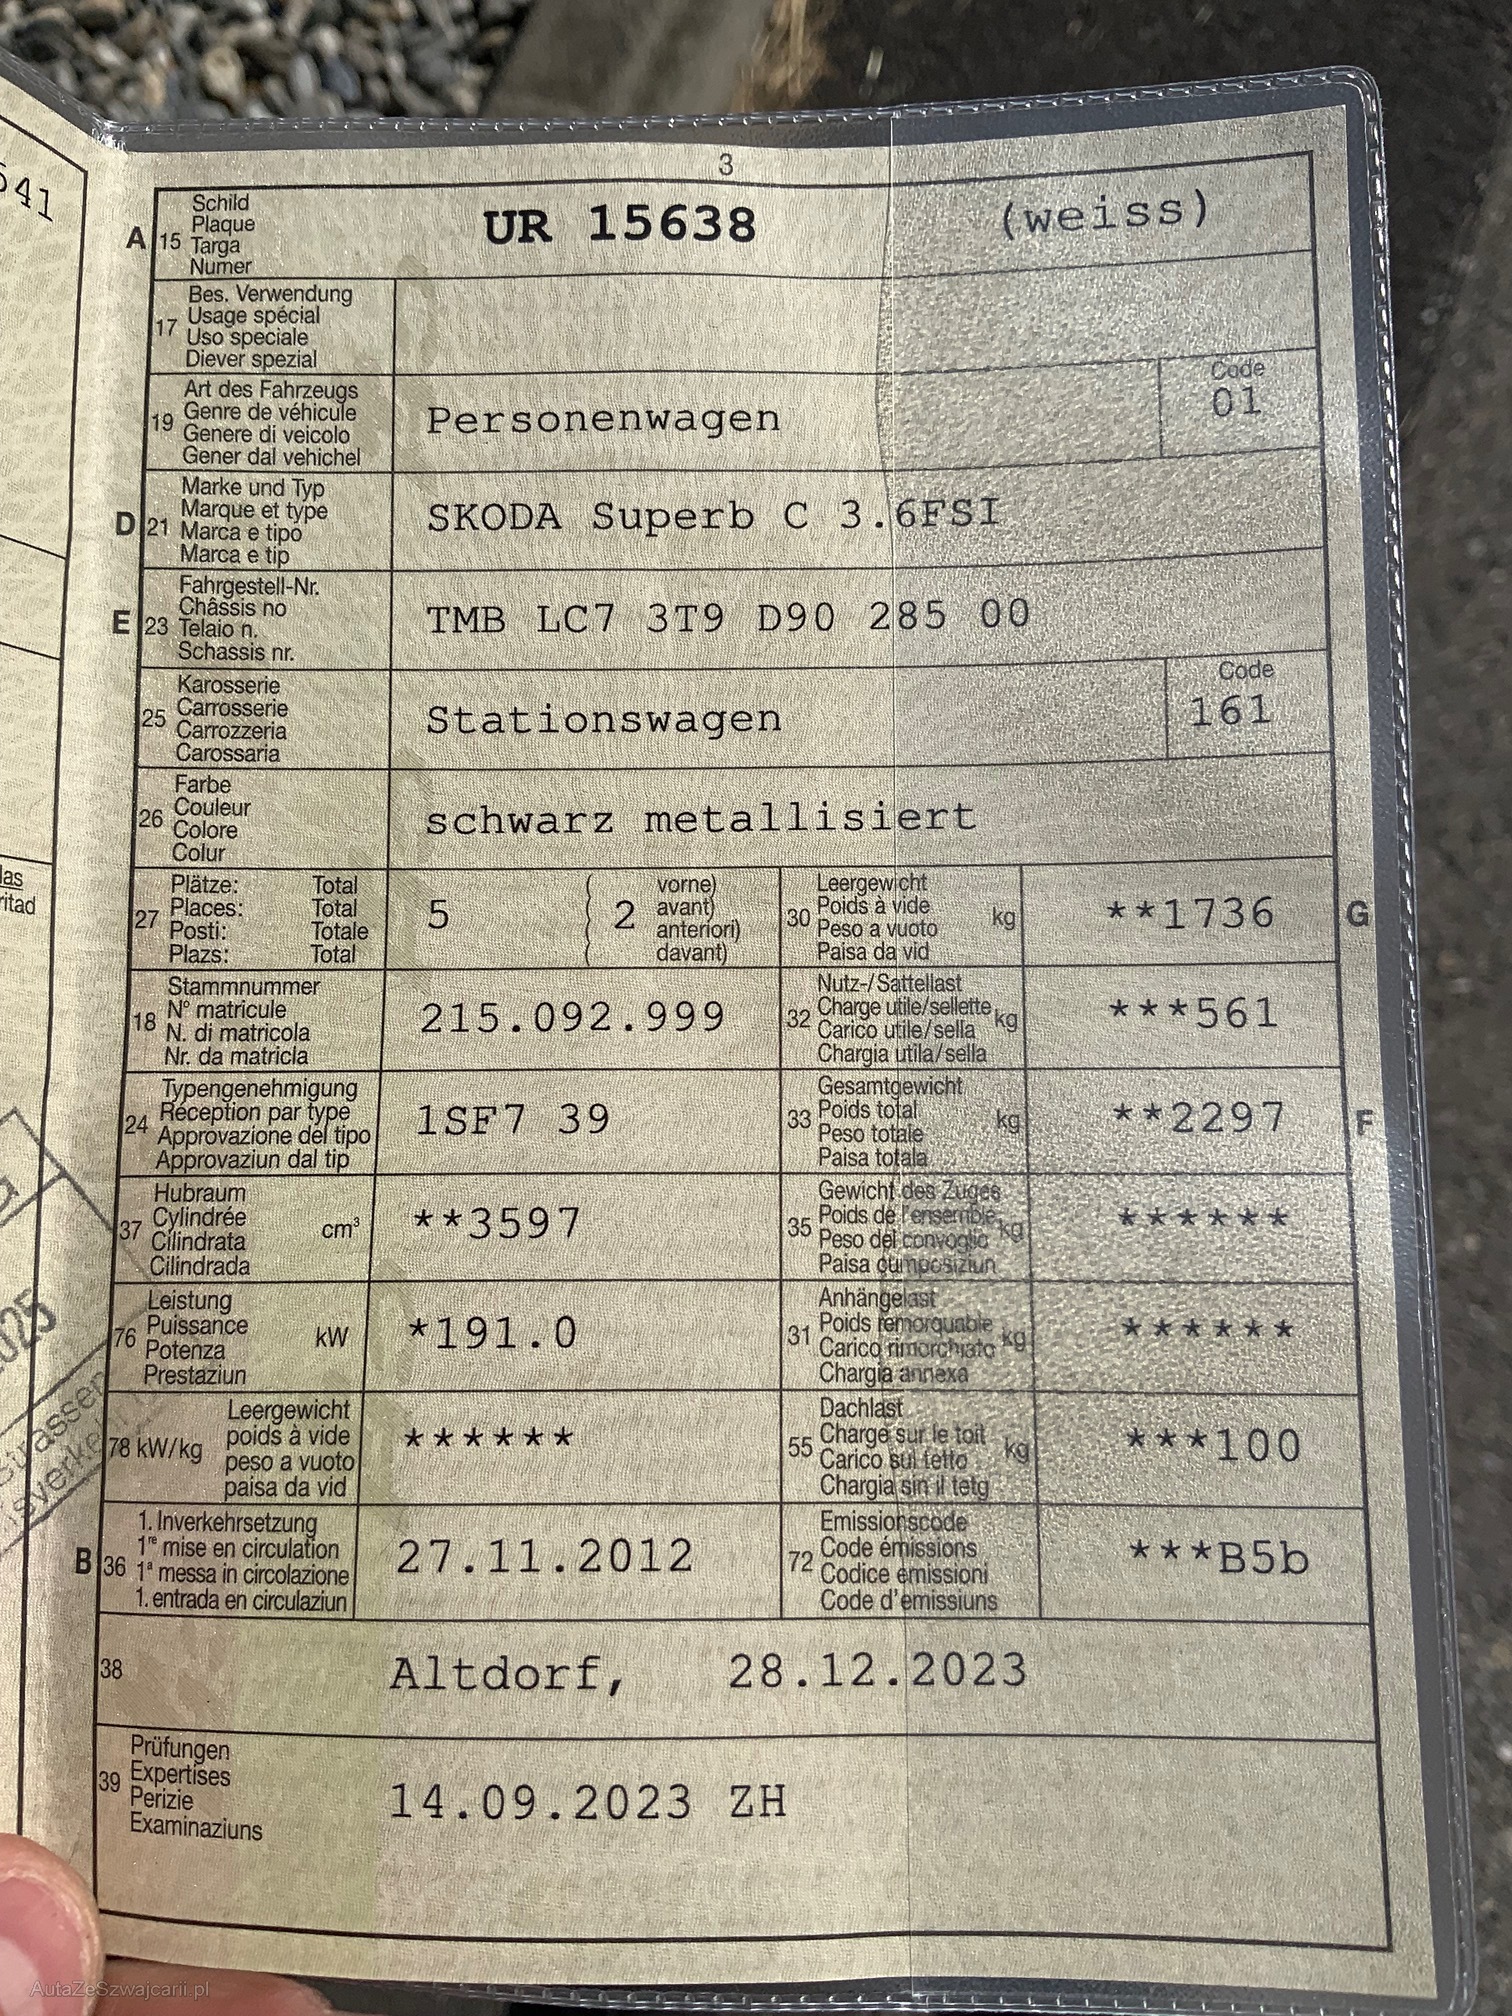 541
las
ritad
025
Strassen
3
A 15 Schild
Plaque
Targa
Numer
UR 15638 (weiss)
17 Bes. Verwendung
Usage spécial
Uso speciale
Diever spezial
19 Art des Fahrzeugs
Genre de véhicule
Genere di veicolo
Gener dal vehichel
Personenwagen
Code
01
D 21 Marke und Typ
Marque et type
Marca e tipo
Marca e tip
SKODA Superb C 3.6FSI
E 23 Fahrgestell-Nr.
Châssis no
Telaio n.
Schassis nr.
TMB LC7 3T9 D90 285 00
25 Karosserie
Carrosserie
Carrozzeria
Carossaria
Stationswagen
Code
161
26 Farbe
Couleur
Colore
Colur
schwarz metallisiert
27 Plätze: Total
Places: Total
Posti: Totale
Plazs: Total
5 ( 2 vorne)
avant)
anteriori)
davant)
30 Leergewicht
Poids à vide
Peso a vuoto
Paisa da vid
kg
**1736 G
18 Stammnummer
N° matricule
N. di matricola
Nr. da matricla
215.092.999
32 Nutz-/Sattellast
Charge utile/sellette
Carico utile/sella
Chargia utila/sella
kg
***561
24 Typengenehmigung
Réception par type
Approvazione del tipo
Approvaziun dal tip
1SF7 39
33 Gesamtgewicht
Poids total
Peso totale
Paisa totala
kg
**2297 F
37 Hubraum
Cylindrée
Cilindrata
Cilindrada
cm³
**3597
35 Gewicht des Zuges
Poids de l'ensemble
Peso del convoglio
Paisa cumposiziun
kg
******
76 Leistung
Puissance
Potenza
Prestaziun
kW
*191.0
31 Anhängelast
Poids remorquable
Carico rimorchiato
Chargia annexa
kg
******
78 kW/kg Leergewicht
poids à vide
peso a vuoto
paisa da vid
******
55 Dachlast
Charge sur le toit
Carico sul tetto
Chargia sin il tetg
kg
***100
B 36 1. Inverkehrsetzung
1re mise en circulation
1a messa in circolazione
1. entrada en circulaziun
27.11.2012
72 Emissionscode
Code émissions
Codice emissioni
Code d'emissiuns
***B5b
38 Altdorf, 28.12.2023
39 Prüfungen
Expertises
Perizie
Examinaziuns
14.09.2023 ZH
AutaZeSzwajcarii.pl